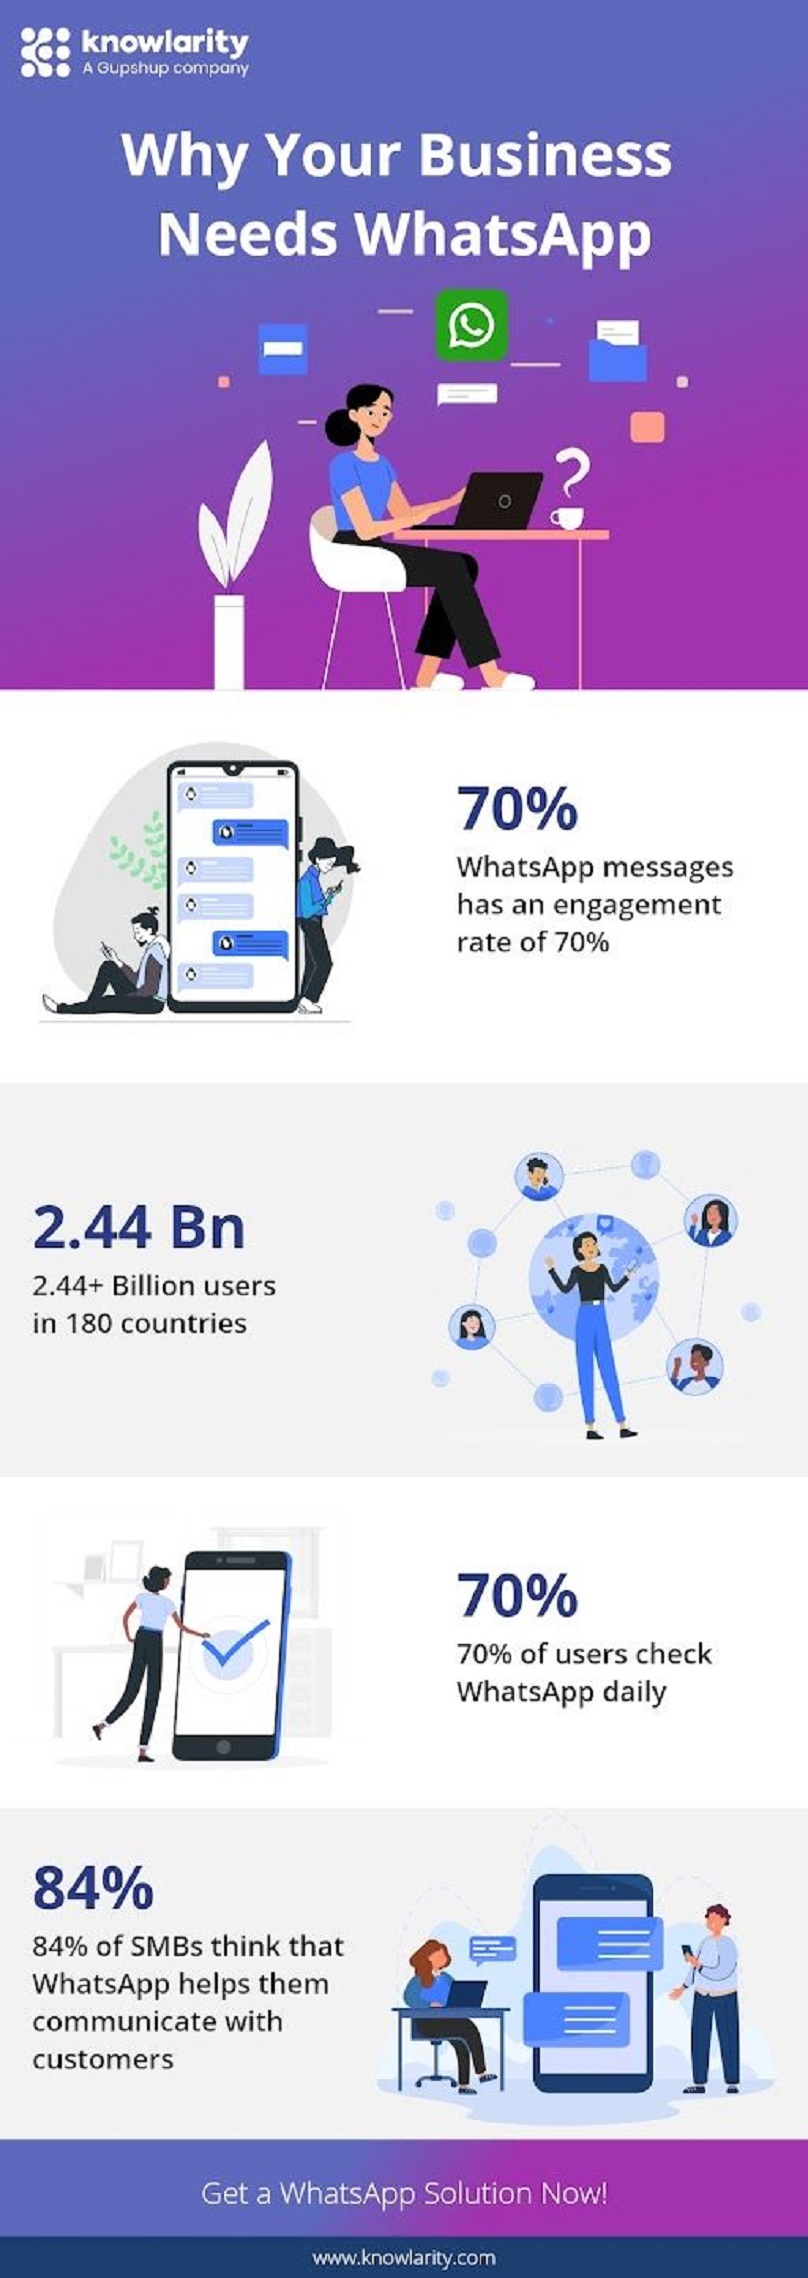 knowlarity
A Gupshup company
Why Your Business
Needs WhatsApp
70%
WhatsApp messages
has an engagement
rate of 70%
2.44 Bn
2.44+ Billion users
in 180 countries
70%
70% of users check
WhatsApp daily
84%
84% of SMBs think that
WhatsApp helps them
communicate with
customers
Get a WhatsApp Solution Now!
www.knowlarity.com